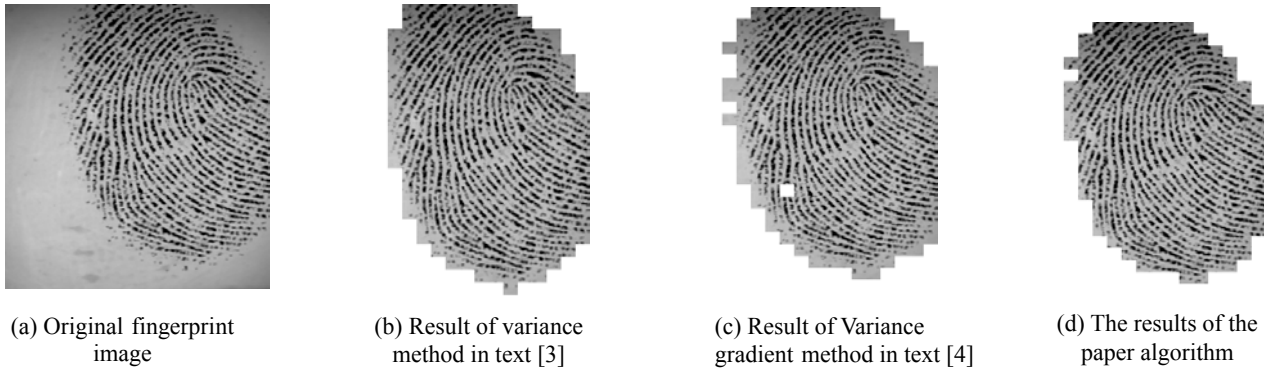 (a) Original fingerprint
image
(b) Result of variance
method in text [3]
(c) Result of Variance
gradient method in text [4]
(d) The results of the
paper algorithm